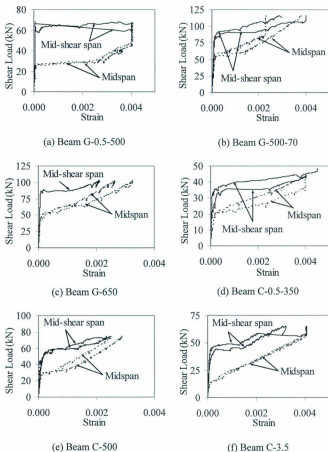 Shear Load (kN)
80
60
40
20
0
Mid-shear span
Midspan
0.000 0.002 0.004
Strain
(a) Beam G-0.5-500
Shear Load (kN)
120
100
80
60
40
20
0
Mid-shear span
Midspan
0.000 0.002 0.004
Strain
(b) Beam G-500-70
Shear Load (kN)
125
100
75
50
25
0
Mid-shear span
Midspan
0.000 0.002 0.004
Strain
(c) Beam G-650
Shear Load (kN)
50
40
30
20
10
0
Mid-shear span
Midspan
0.000 0.002 0.004
Strain
(d) Beam C-0.5-350
Shear Load (kN)
100
80
60
40
20
0
Mid-shear span
Midspan
0.000 0.002 0.004
Strain
(e) Beam C-500
Shear Load (kN)
75
60
45
30
15
0
Mid-shear span
Midspan
0.000 0.002 0.004
Strain
(f) Beam C-3.5